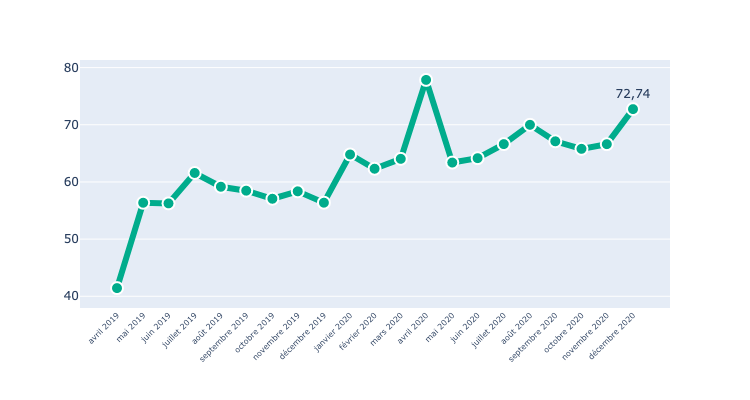 80
72,74
70
60
50
40
avril 2019
mai 2019
juin 2019
juillet 2019
août 2019
septembre 2019
octobre 2019
novembre 2019
décembre 2019
janvier 2020
février 2020
mars 2020
avril 2020
mai 2020
juin 2020
juillet 2020
août 2020
septembre 2020
octobre 2020
novembre 2020
décembre 2020